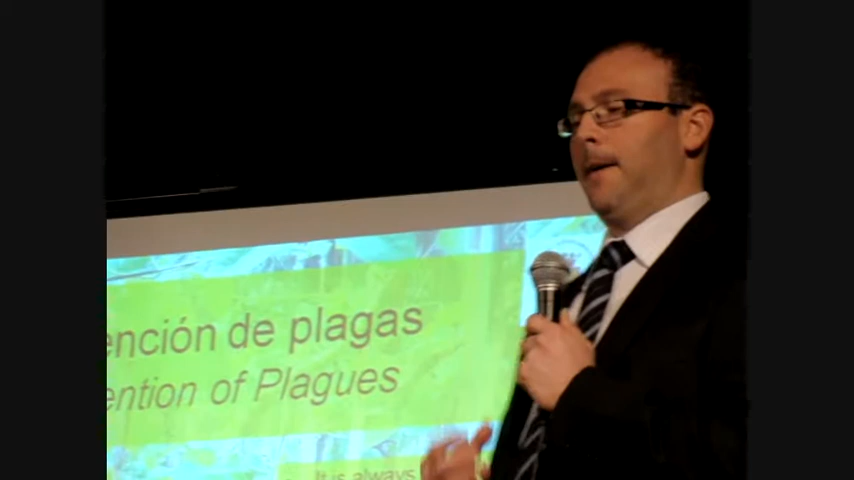 ención de plagas
ention of Plagues
It is always